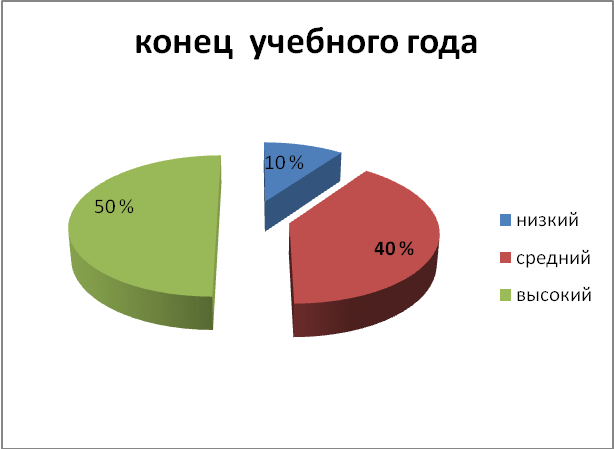 конец учебного года
10 %
50 %
40 %
низкий
средний
высокий